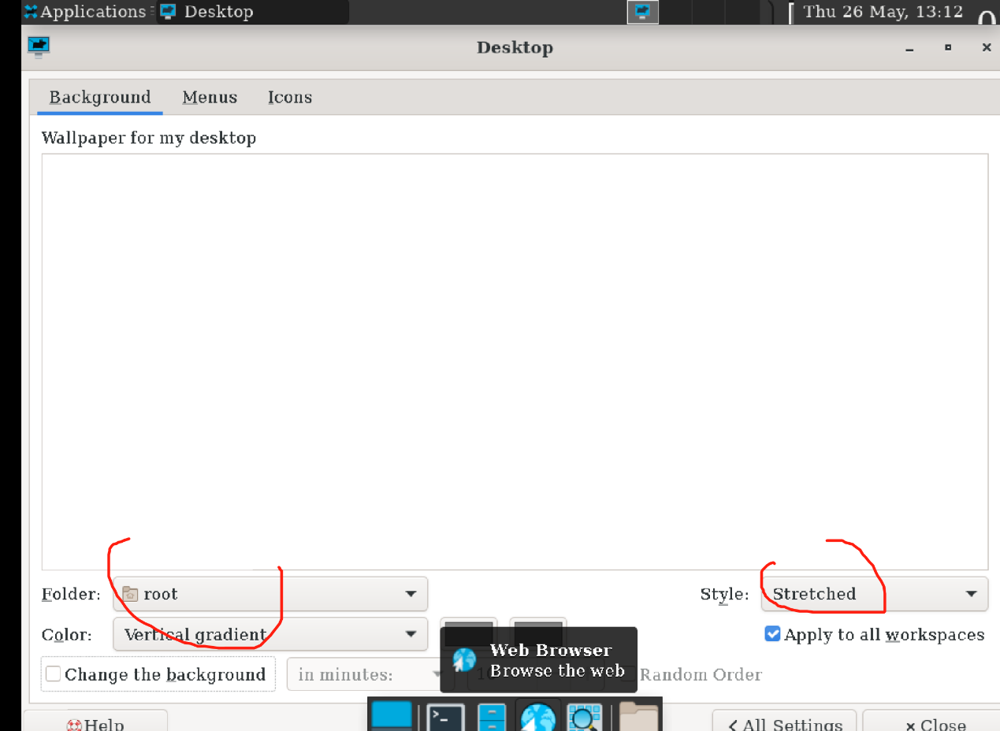 Applications Desktop Thu 26 May, 13:12
Desktop
Background Menus Icons
Wallpaper for my desktop
Folder: root Style: Stretched
Color: Vertical gradient Apply to all workspaces
Web Browser
Change the background in minutes: Browse the web Random Order
Help All Settings Close